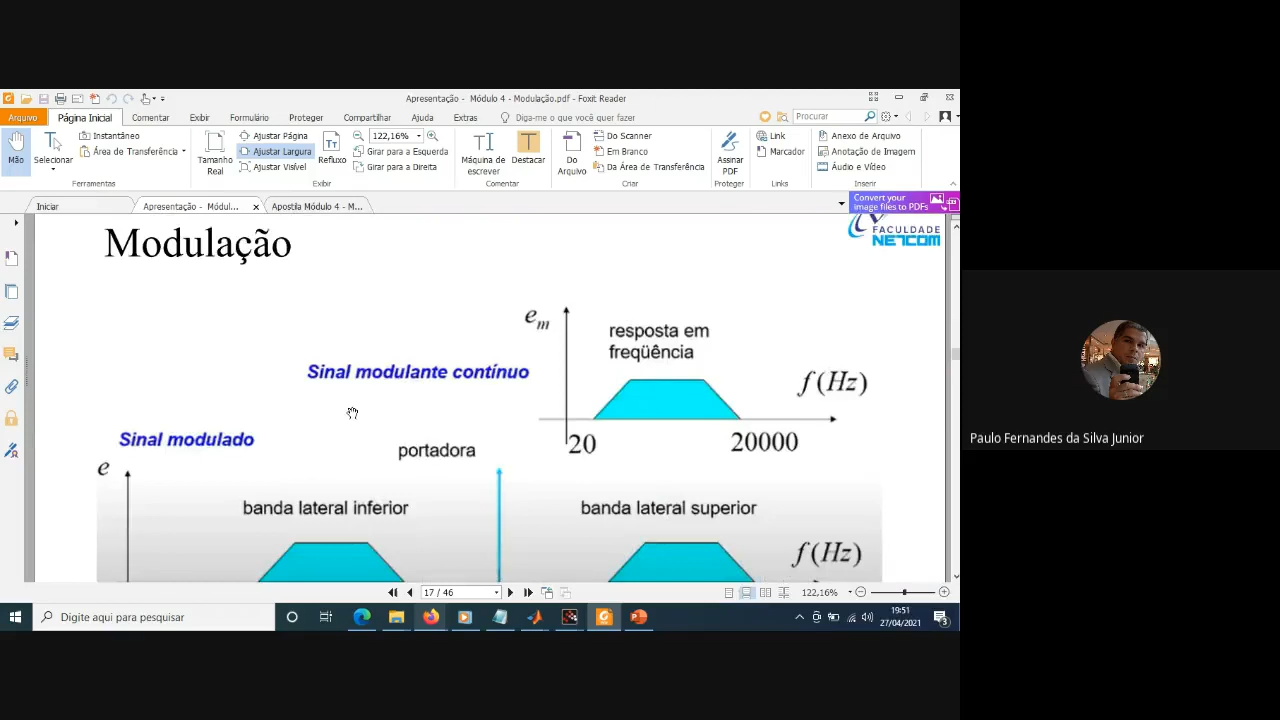 Apresentação - Módulo 4 - Modulação.pdf - Foxit Reader
Arquivo
Página Inicial
Comentar
Exibir
Formulário
Proteger
Compartilhar
Ajuda
Extras
Diga-me o que você quer fazer
Procurar
Mão
Selecionar
Instantâneo
Área de Transferência
Ferramentas
Tamanho
Real
Ajustar Página
Ajustar Largura
Ajustar Visível
Refluxo
122,16%
Girar para a Esquerda
Girar para a Direita
Exibir
Máquina de
escrever
Destacar
Comentar
Do
Arquivo
Do Scanner
Em Branco
Da Área de Transferência
Criar
Assinar
PDF
Proteger
Link
Marcador
Links
Anexo de Arquivo
Anotação de Imagem
Áudio e Vídeo
Inserir
Iniciar
Apresentação - Módul...
Apostila Módulo 4 - M...
Convert your
image files to PDFs
FACULDADE
NETCOM
Modulação
em
resposta em
freqüência
Sinal modulante contínuo
f(Hz)
20
20000
Sinal modulado
portadora
e
banda lateral inferior
banda lateral superior
f(Hz)
17 / 46
122,16%
Digite aqui para pesquisar
19:51
27/04/2021
3
Paulo Fernandes da Silva Junior